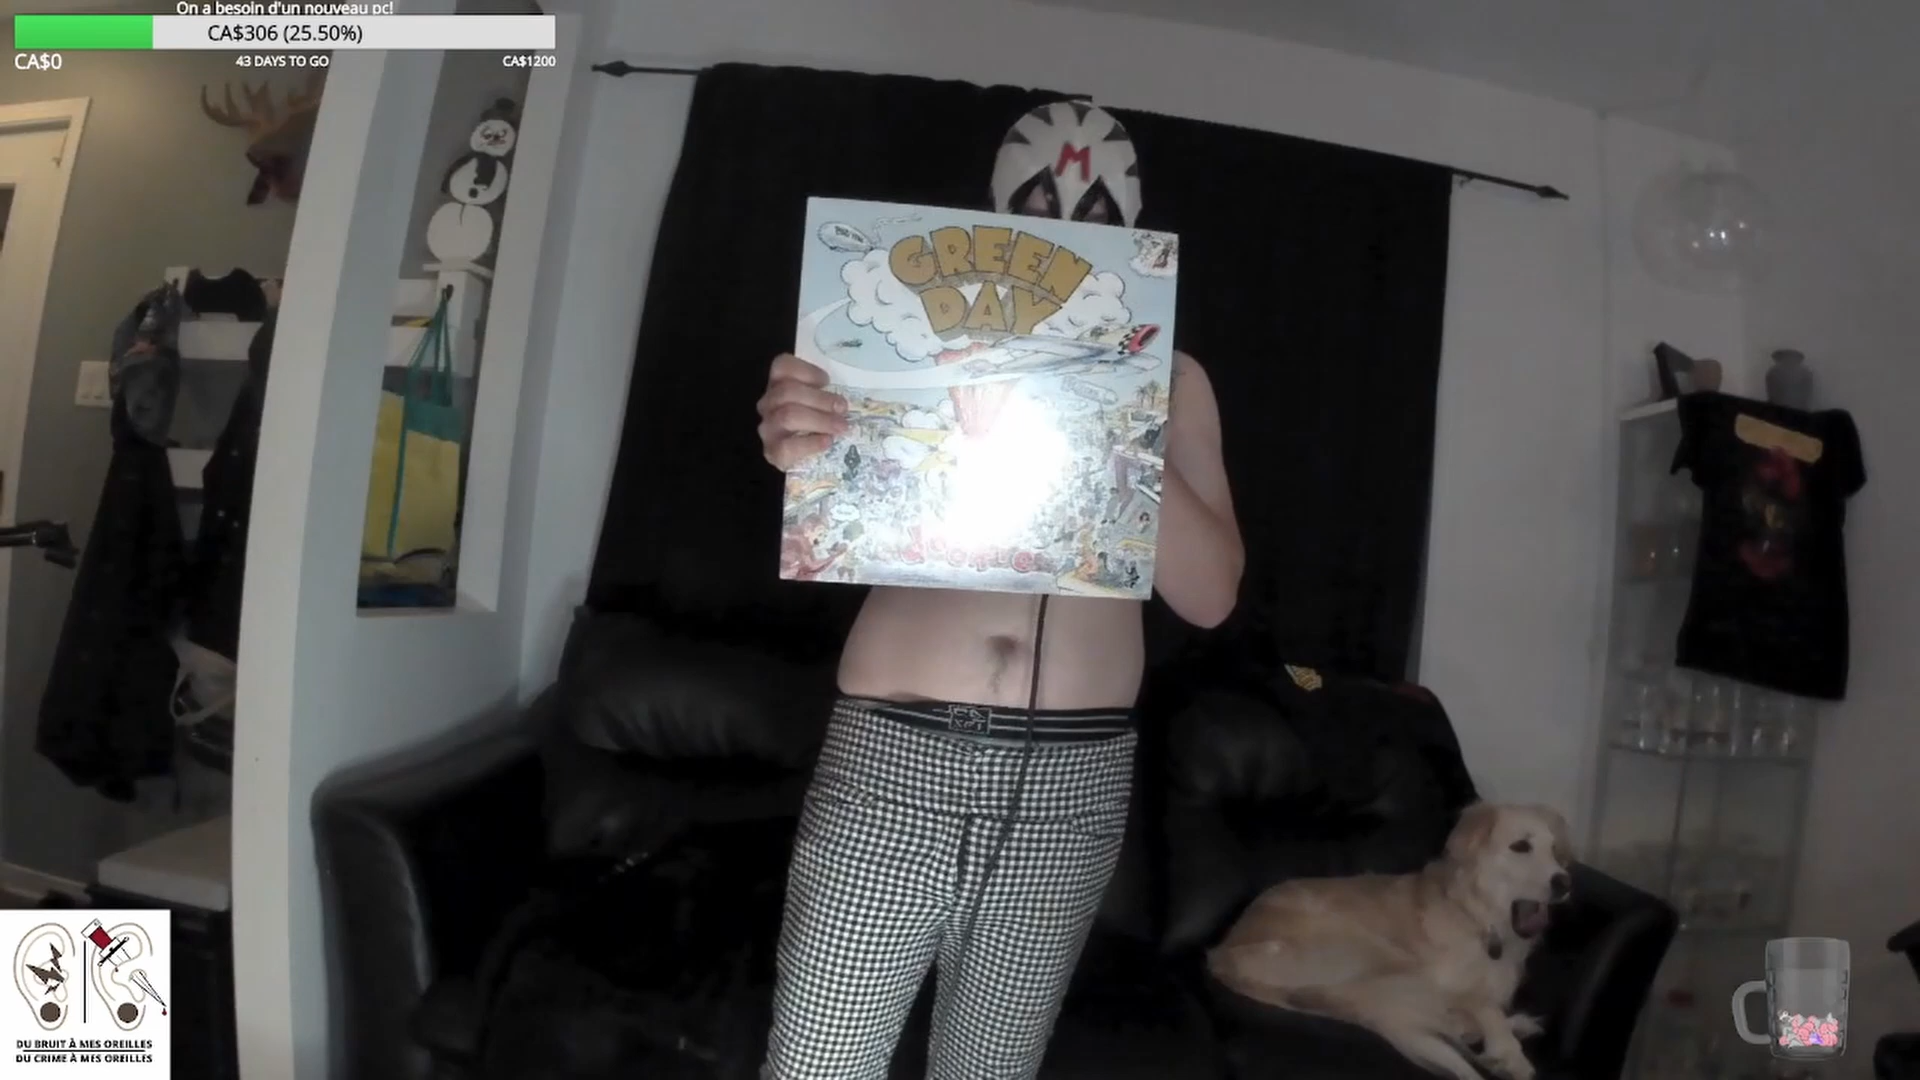 On a besoin d'un nouveau pc!
CA$306 (25.50%)
CA$0
43 DAYS TO GO
CA$1200
M
GREEN
DAY
DU BRUIT À MES OREILLES
DU CRIME À MES OREILLES